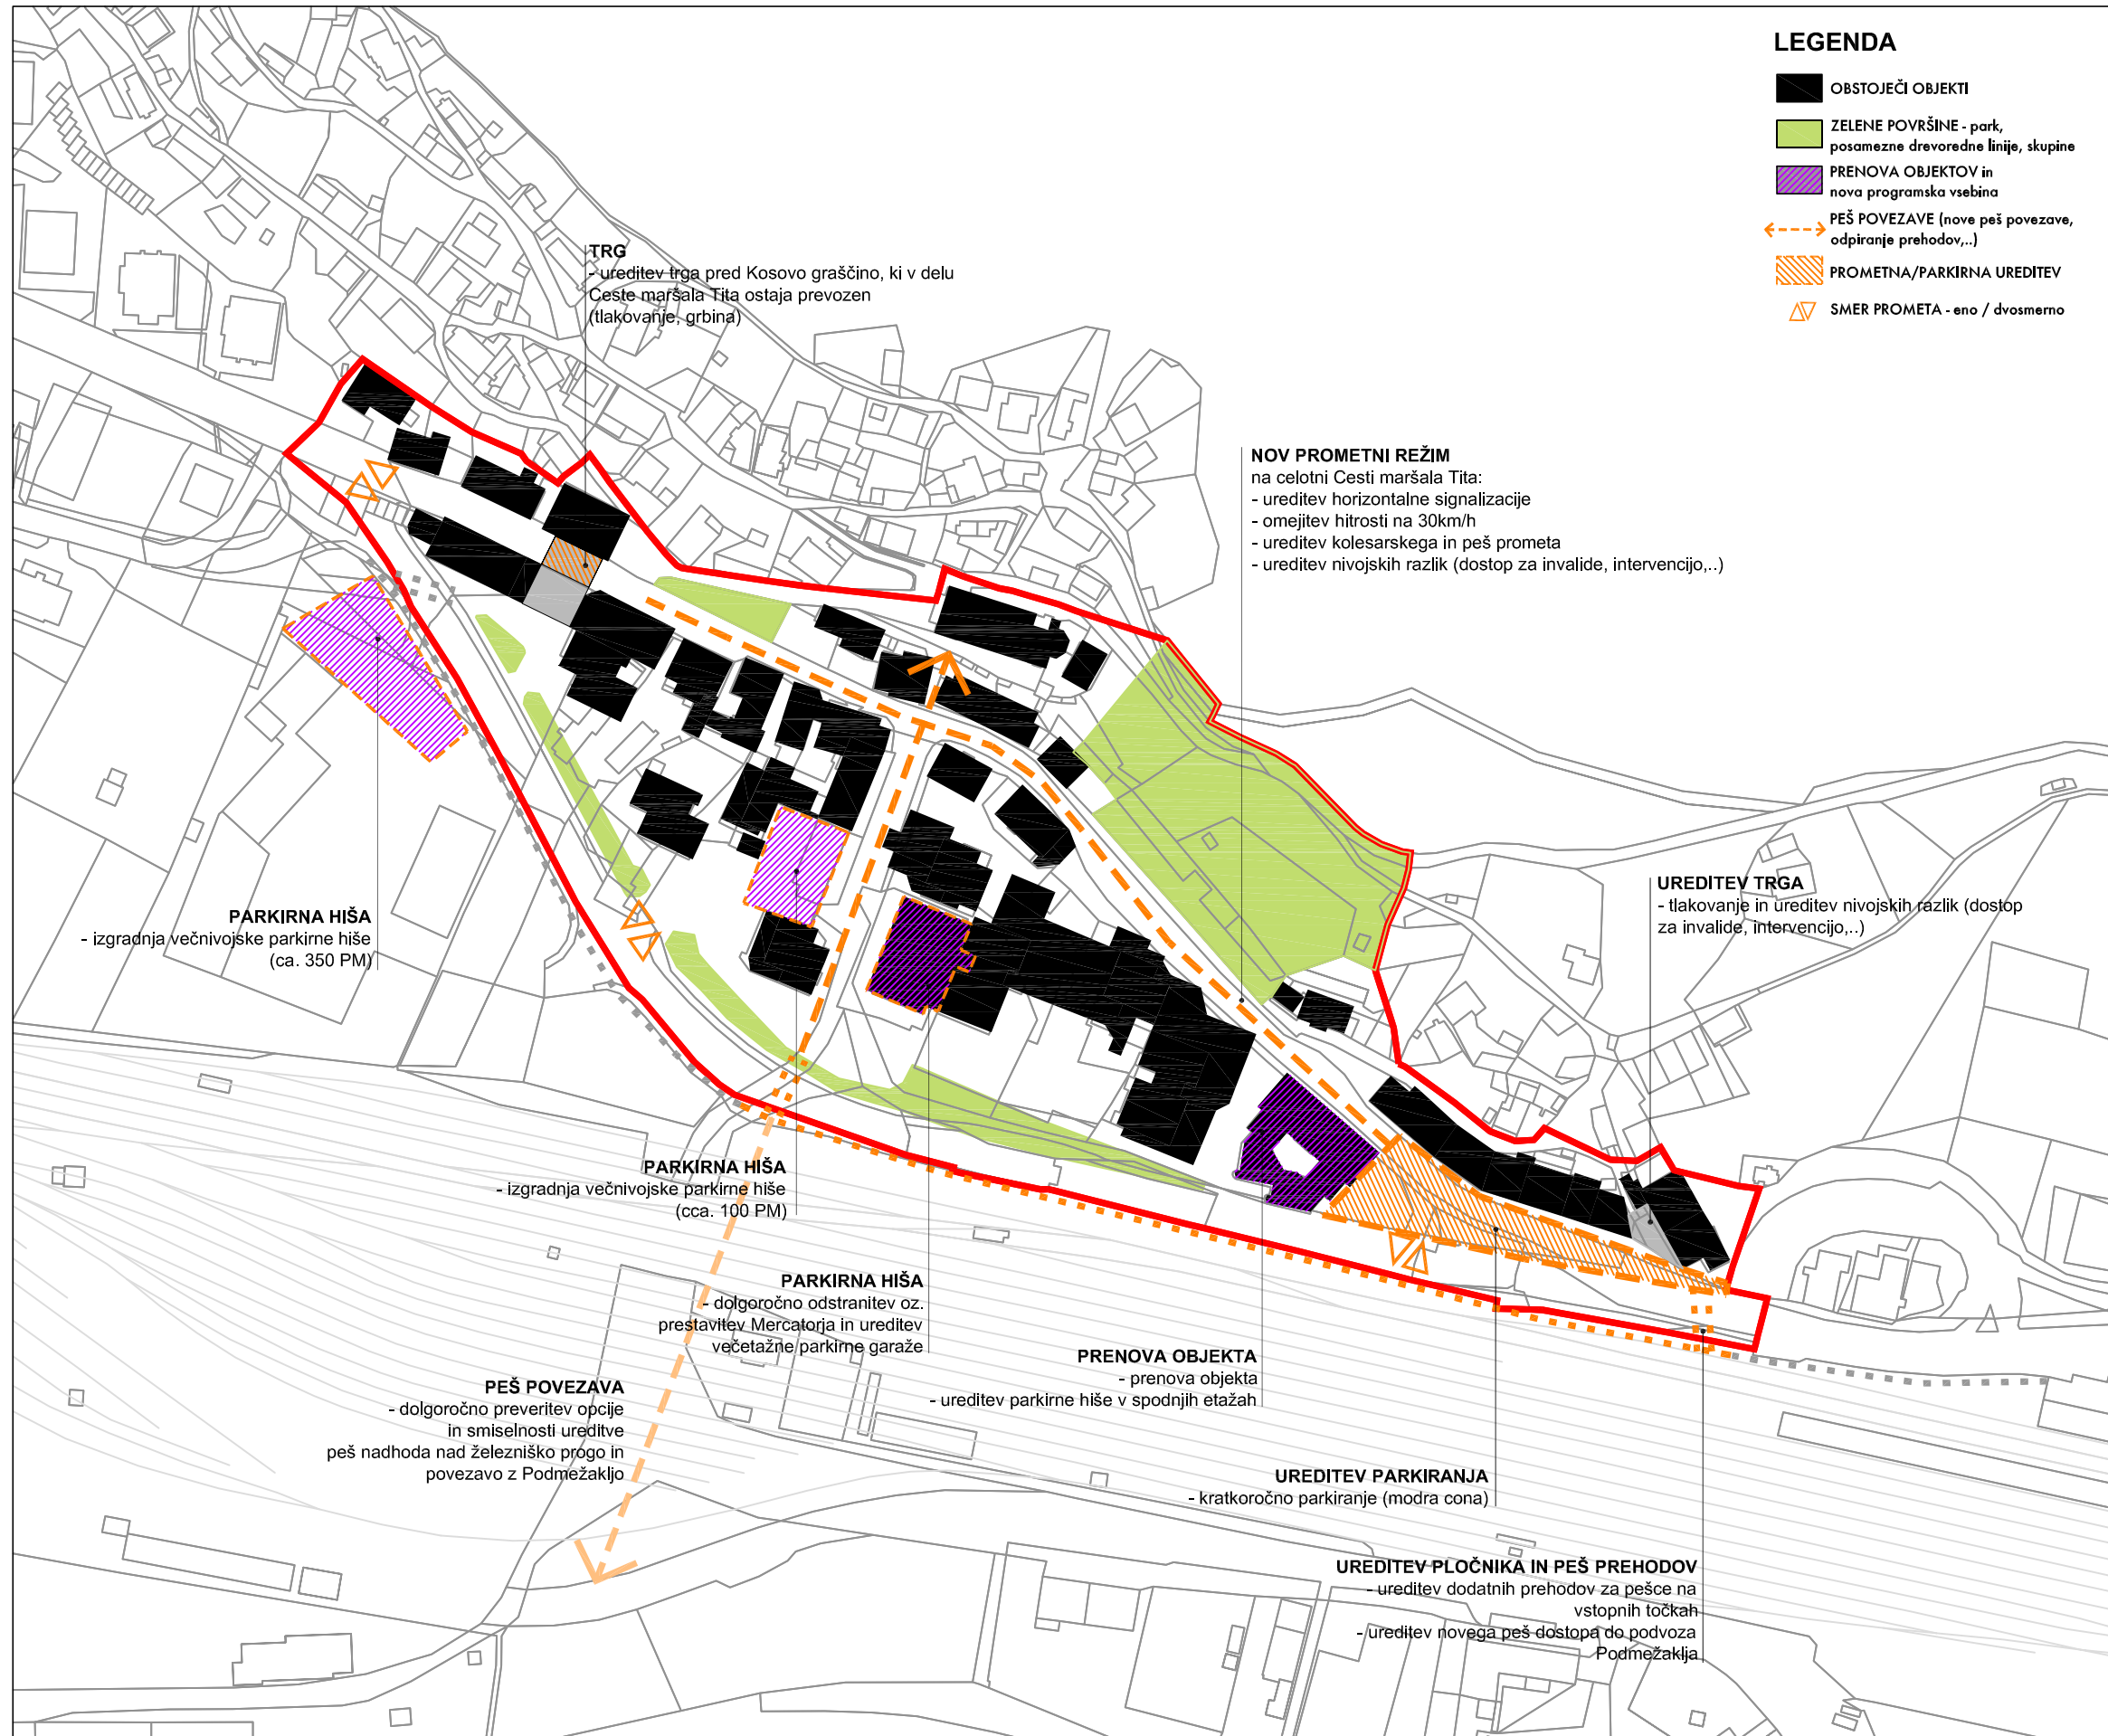 LEGENDA
OBSTOJEČI OBJEKTI
ZELENE POVRŠINE - park,
posamezne drevoredne linije, skupine
PRENOVA OBJEKTOV in
nova programska vsebina
PEŠ POVEZAVE (nove peš povezave,
odpiranje prehodov,..)
PROMETNA/PARKIRNA UREDITEV
SMER PROMETA - eno / dvosmerno
TRG
- ureditev trga pred Kosovo graščino, ki v delu
Ceste maršala Tita ostaja prevozen
(tlakovanje, grbina)
NOV PROMETNI REŽIM
na celotni Cesti maršala Tita:
- ureditev horizontalne signalizacije
- omejitev hitrosti na 30km/h
- ureditev kolesarskega in peš prometa
- ureditev nivojskih razlik (dostop za invalide, intervencijo,..)
UREDITEV TRGA
- tlakovanje in ureditev nivojskih razlik (dostop
za invalide, intervencijo,..)
PARKIRNA HIŠA
- izgradnja večnivojske parkirne hiše
(ca. 350 PM)
PARKIRNA HIŠA
- izgradnja večnivojske parkirne hiše
(cca. 100 PM)
PARKIRNA HIŠA
- dolgoročno odstranitev oz.
prestavitev Mercatorja in ureditev
večetažne parkirne garaže
PRENOVA OBJEKTA
- prenova objekta
- ureditev parkirne hiše v spodnjih etažah
PEŠ POVEZAVA
- dolgoročno preveritev opcije
in smiselnosti ureditve
peš nadhoda nad železniško progo in
povezavo z Podmežakljo
UREDITEV PARKIRANJA
- kratkoročno parkiranje (modra cona)
UREDITEV PLOČNIKA IN PEŠ PREHODOV
- ureditev dodatnih prehodov za pešce na
vstopnih točkah
- ureditev novega peš dostopa do podvoza
Podmežaklja